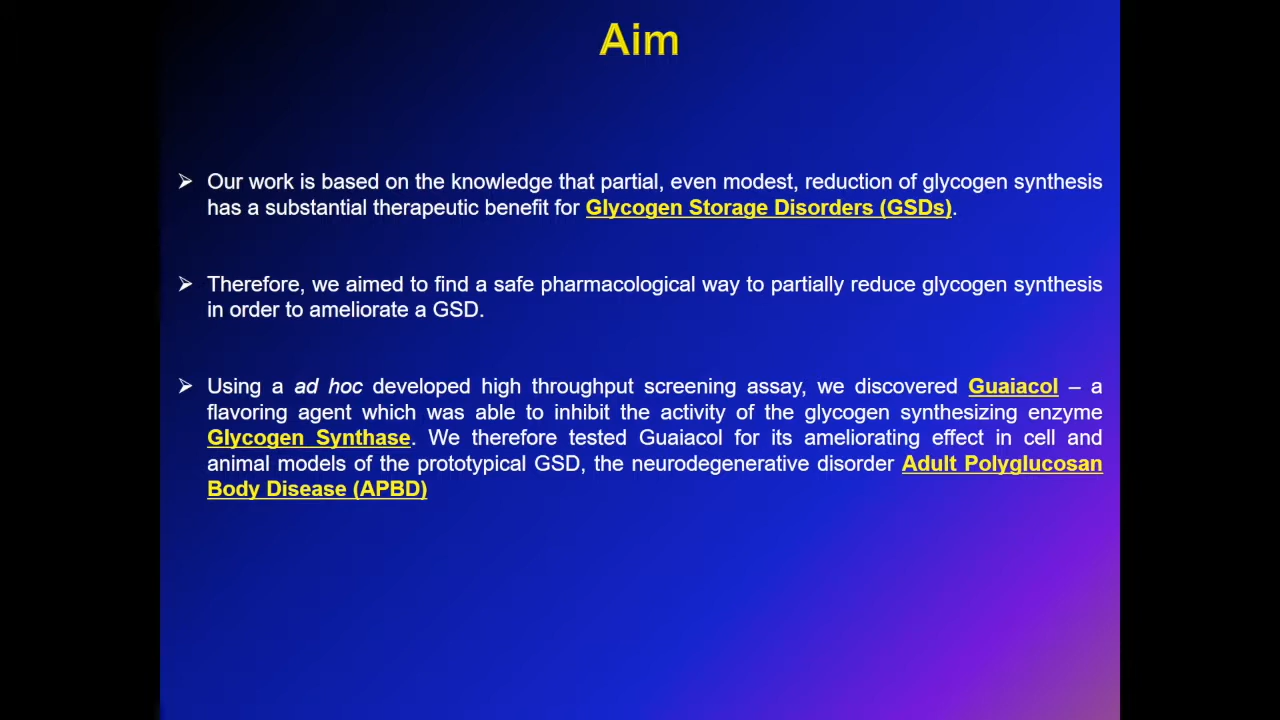 Aim
➢ Our work is based on the knowledge that partial, even modest, reduction of glycogen synthesis
has a substantial therapeutic benefit for Glycogen Storage Disorders (GSDs).
➢ Therefore, we aimed to find a safe pharmacological way to partially reduce glycogen synthesis
in order to ameliorate a GSD.
➢ Using a ad hoc developed high throughput screening assay, we discovered Guaiacol – a
flavoring agent which was able to inhibit the activity of the glycogen synthesizing enzyme
Glycogen Synthase. We therefore tested Guaiacol for its ameliorating effect in cell and
animal models of the prototypical GSD, the neurodegenerative disorder Adult Polyglucosan
Body Disease (APBD)